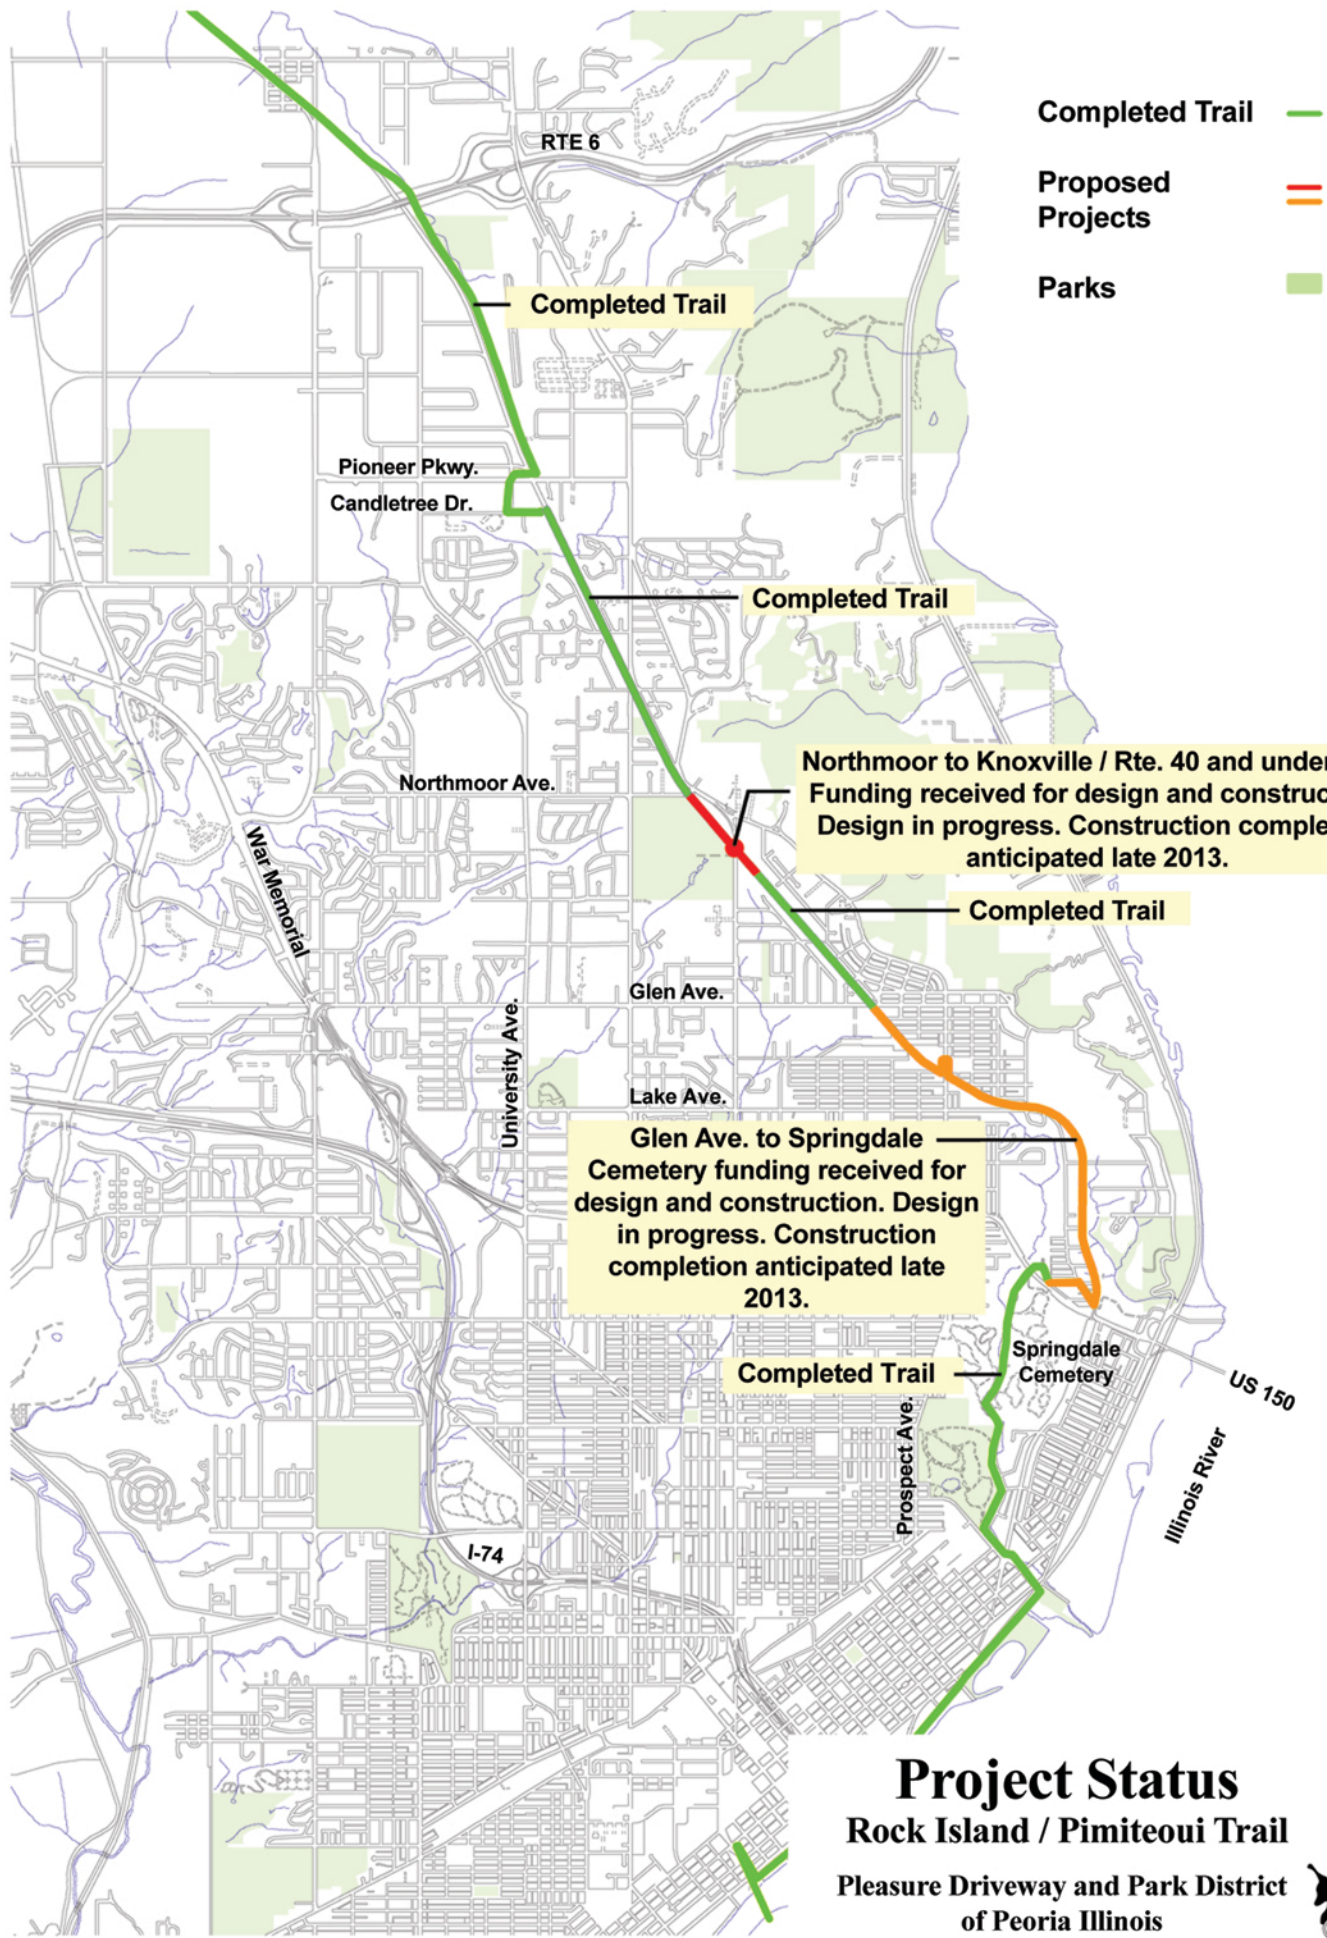 Completed Trail
Proposed
Projects
Parks
RTE 6
Completed Trail
Pioneer Pkwy.
Candletree Dr.
Completed Trail
Northmoor Ave.
Northmoor to Knoxville / Rte. 40 and under
Funding received for design and construc
Design in progress. Construction comple
anticipated late 2013.
War Memorial
Completed Trail
Glen Ave.
University Ave.
Lake Ave.
Glen Ave. to Springdale
Cemetery funding received for
design and construction. Design
in progress. Construction
completion anticipated late
2013.
Springdale
Cemetery
Completed Trail
US 150
Prospect Ave.
Illinois River
I-74
Project Status
Rock Island / Pimiteoui Trail
Pleasure Driveway and Park District
of Peoria Illinois